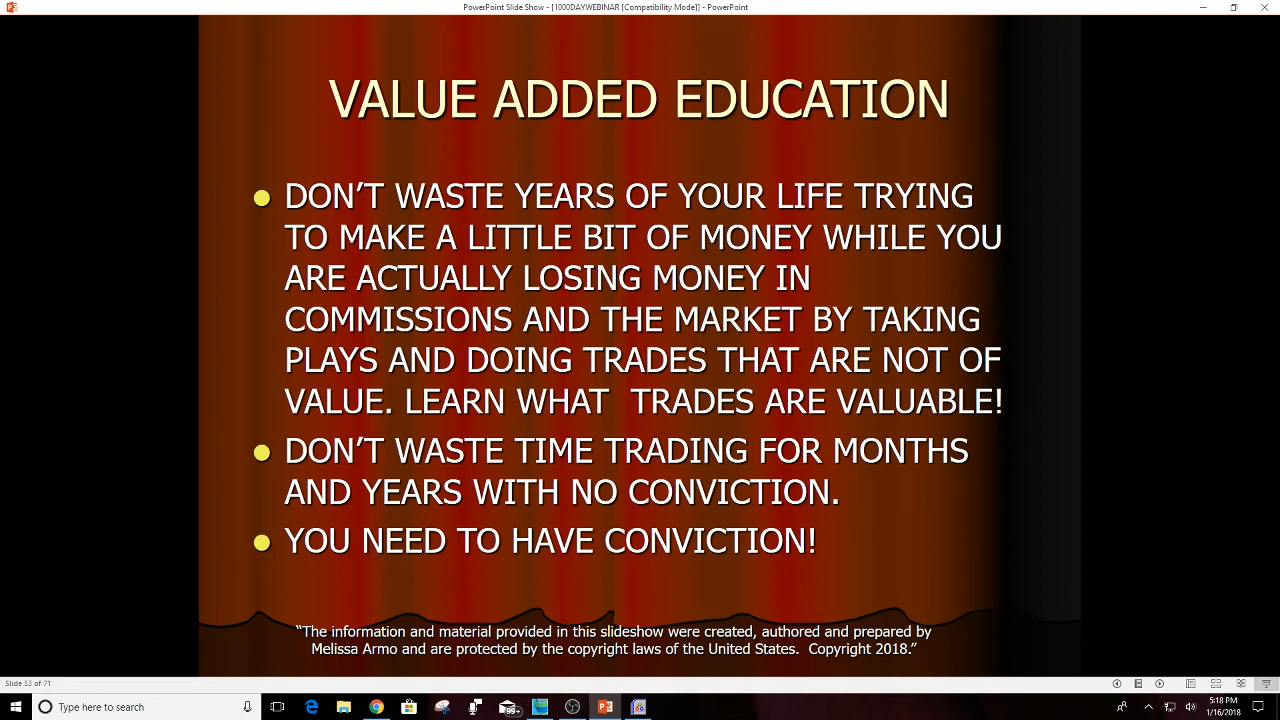 PowerPoint Slide Show - [1000DAYWEBINAR [Compatibility Mode]] - PowerPoint
VALUE ADDED EDUCATION
DON'T WASTE YEARS OF YOUR LIFE TRYING
TO MAKE A LITTLE BIT OF MONEY WHILE YOU
ARE ACTUALLY LOSING MONEY IN
COMMISSIONS AND THE MARKET BY TAKING
PLAYS AND DOING TRADES THAT ARE NOT OF
VALUE. LEARN WHAT  TRADES ARE VALUABLE!
DON'T WASTE TIME TRADING FOR MONTHS
AND YEARS WITH NO CONVICTION.
YOU NEED TO HAVE CONVICTION!
“The information and material provided in this slideshow were created, authored and prepared by
Melissa Armo and are protected by the copyright laws of the United States.  Copyright 2018.”
Slide 53 of 71
Type here to search
99+
5:18 PM
1/16/2018